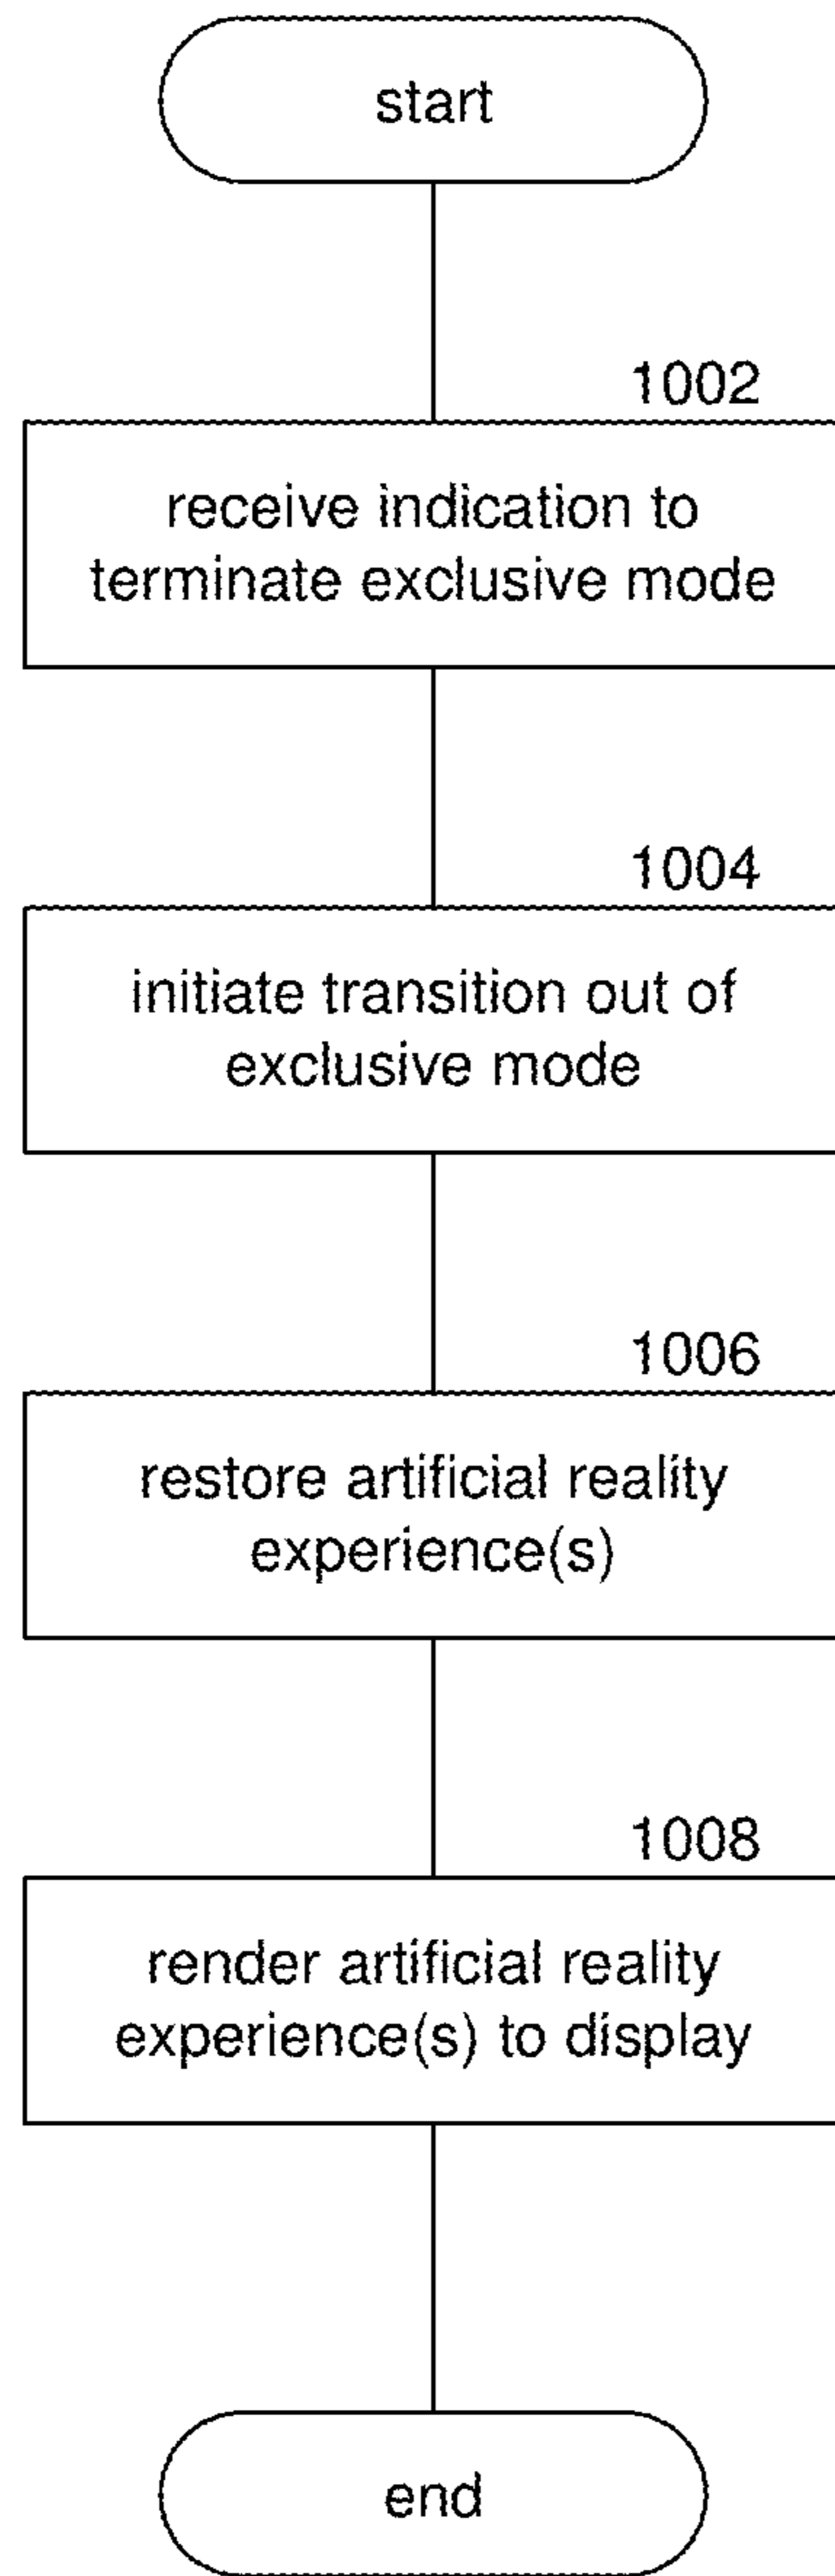 start
1002
receive indication to
terminate exclusive mode
1004
initiate transition out of
exclusive mode
1006
restore artificial reality
experience(s)
1008
render artificial reality
experience(s) to display
end